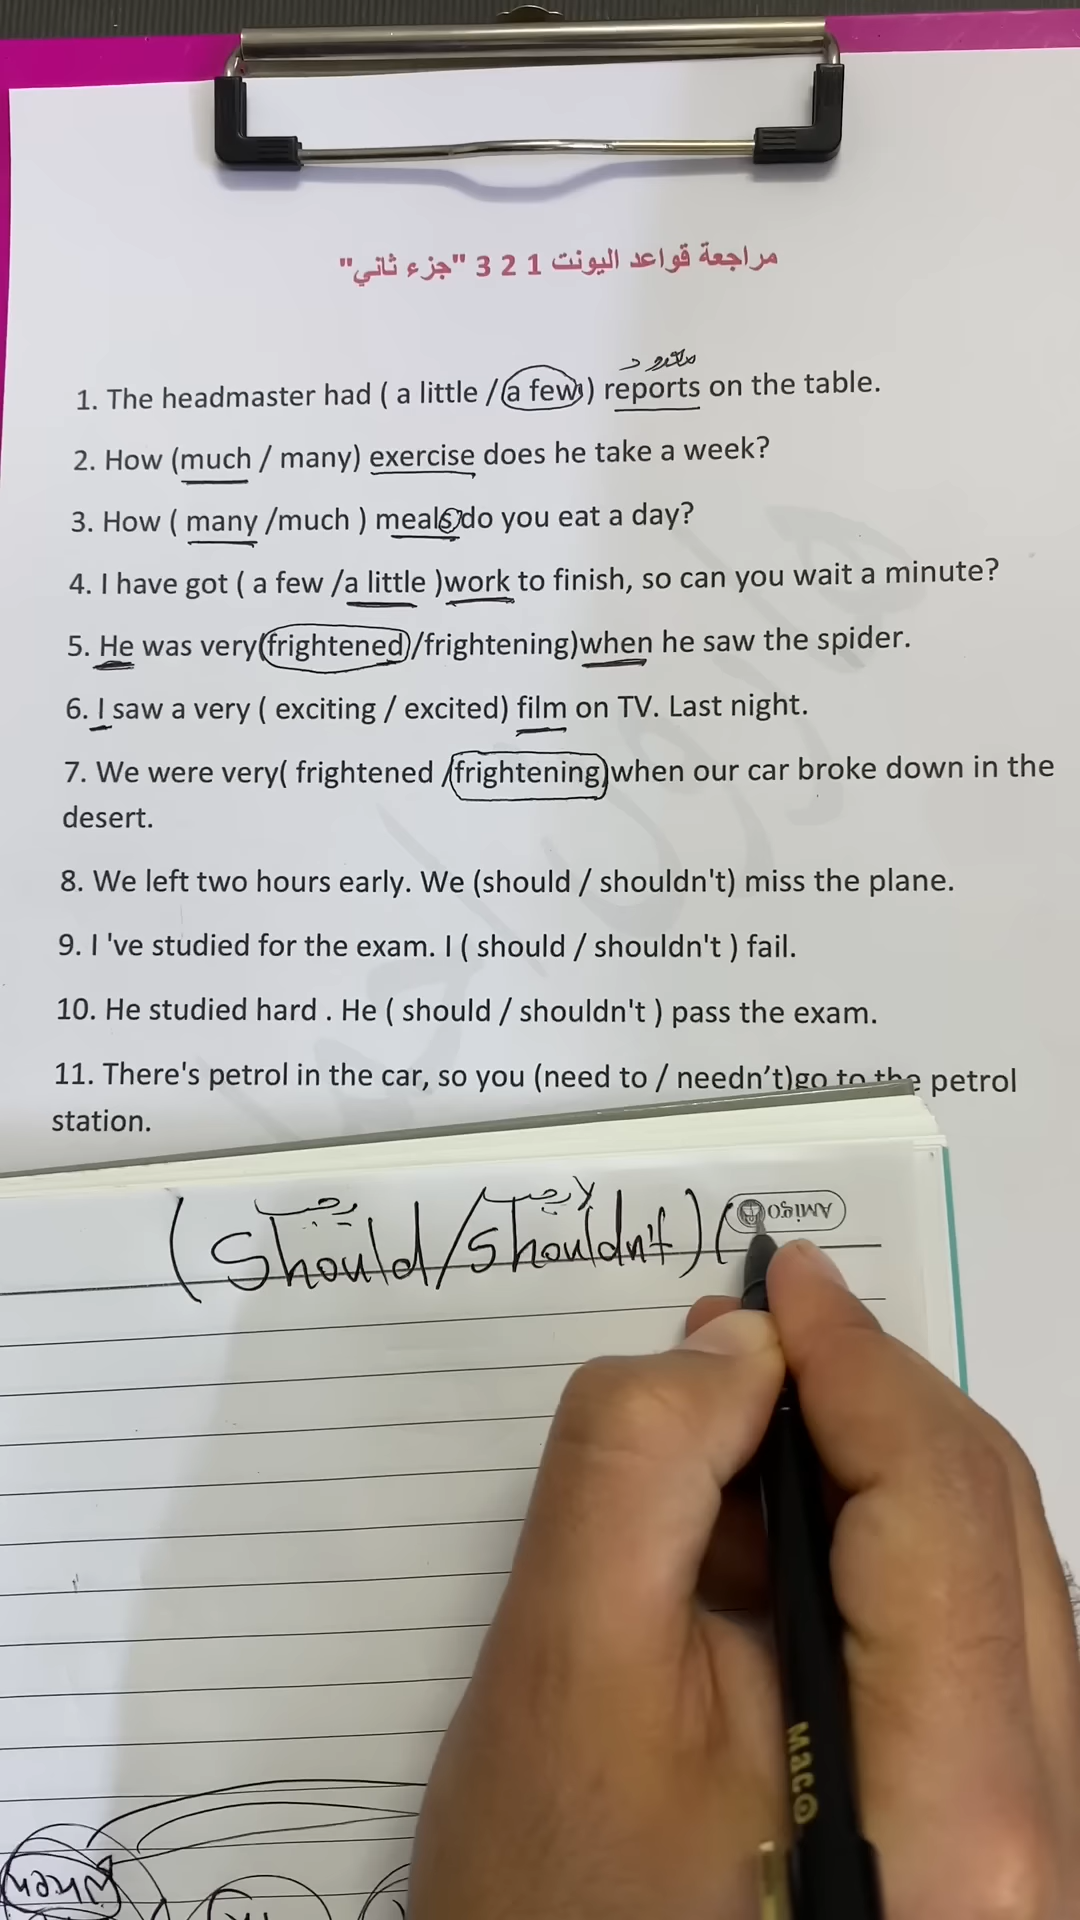 مراجعة قواعد اليونت 1 2 3 "جزء ثاني"
معدود
1. The headmaster had ( a little / a few ) reports on the table.
2. How (much / many) exercise does he take a week?
3. How ( many /much ) meals do you eat a day?
4. I have got ( a few /a little )work to finish, so can you wait a minute?
5. He was very(frightened /frightening)when he saw the spider.
6. I saw a very ( exciting / excited) film on TV. Last night.
7. We were very( frightened /frightening)when our car broke down in the
desert.
8. We left two hours early. We (should / shouldn't) miss the plane.
9. I 've studied for the exam. I ( should / shouldn't ) fail.
10. He studied hard . He ( should / shouldn't ) pass the exam.
11. There's petrol in the car, so you (need to / needn’t)go to the petrol
station.
يجب لا يجب
(Should/shouldn't) (
AMigo
Maco